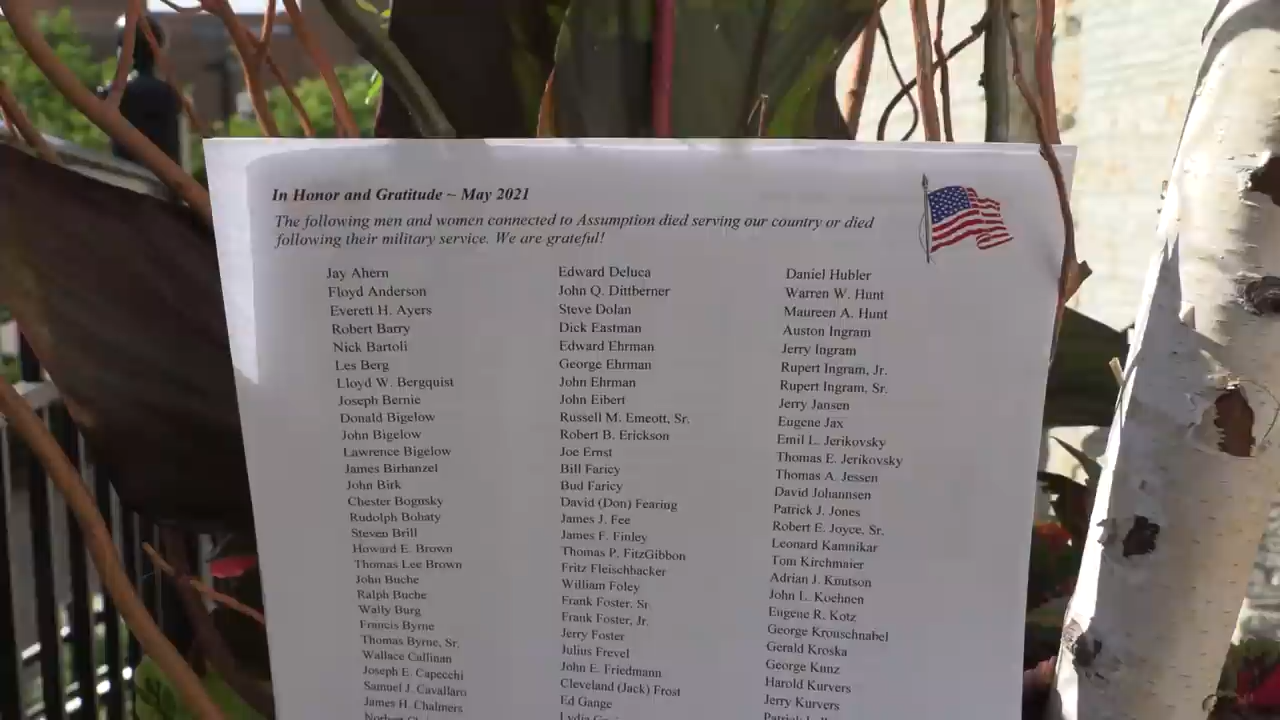 In Honor and Gratitude ~ May 2021
The following men and women connected to Assumption died serving our country or died
following their military service. We are grateful!
Jay Ahern
Floyd Anderson
Everett H. Ayers
Robert Barry
Nick Bartoli
Les Berg
Lloyd W. Bergquist
Joseph Bernie
Donald Bigelow
John Bigelow
Lawrence Bigelow
James Birhanzel
John Birk
Chester Bognsky
Rudolph Bohaty
Steven Brill
Howard E. Brown
Thomas Lee Brown
John Buche
Ralph Buche
Wally Burg
Francis Byrne
Thomas Byrne, Sr.
Wallace Callinan
Joseph E. Capecchi
Samuel J. Cavallaro
James H. Chalmers
Edward Deluca
John Q. Dittberner
Steve Dolan
Dick Eastman
Edward Ehrman
George Ehrman
John Ehrman
John Eibert
Russell M. Emeott, Sr.
Robert B. Erickson
Joe Ernst
Bill Faricy
Bud Faricy
David (Don) Fearing
James J. Fee
James F. Finley
Thomas P. FitzGibbon
Fritz Fleischhacker
William Foley
Frank Foster, Sr
Frank Foster, Jr.
Jerry Foster
Julius Frevel
John E. Friedmann
Cleveland (Jack) Frost
Ed Gange
Daniel Hubler
Warren W. Hunt
Maureen A. Hunt
Auston Ingram
Jerry Ingram
Rupert Ingram, Jr.
Rupert Ingram, Sr.
Jerry Jansen
Eugene Jax
Emil L. Jerikovsky
Thomas E. Jerikovsky
Thomas A. Jessen
David Johannsen
Patrick J. Jones
Robert E. Joyce, Sr.
Leonard Kamnikar
Tom Kirchmaier
Adrian J. Knutson
John L. Koehnen
Eugene R. Kotz
George Krouschnabel
Gerald Kroska
George Kunz
Harold Kurvers
Jerry Kurvers